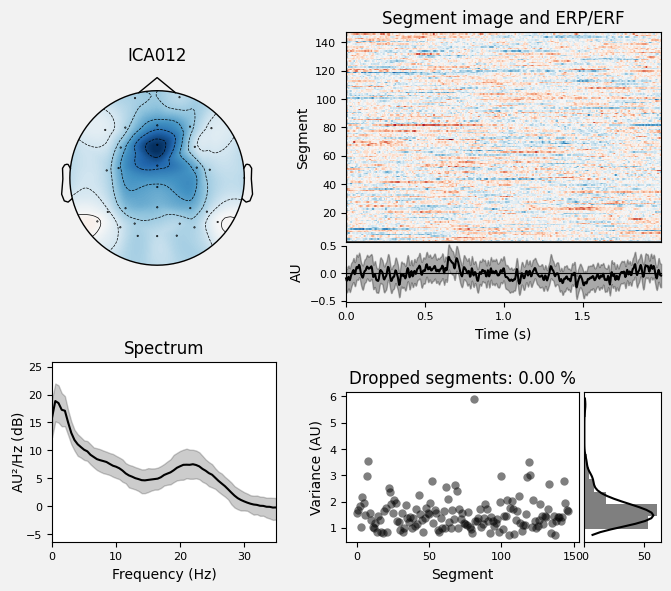 ICA012
Segment image and ERP/ERF
140
120
100
80
60
40
20
Segment
0.5
0.0
−0.5
AU
0.0 0.5 1.0 1.5
Time (s)
Spectrum
25
20
15
10
5
0
−5
AU²/Hz (dB)
0 10 20 30
Frequency (Hz)
Dropped segments: 0.00 %
6
5
4
3
2
1
Variance (AU)
0 50 100 150
Segment
0 50